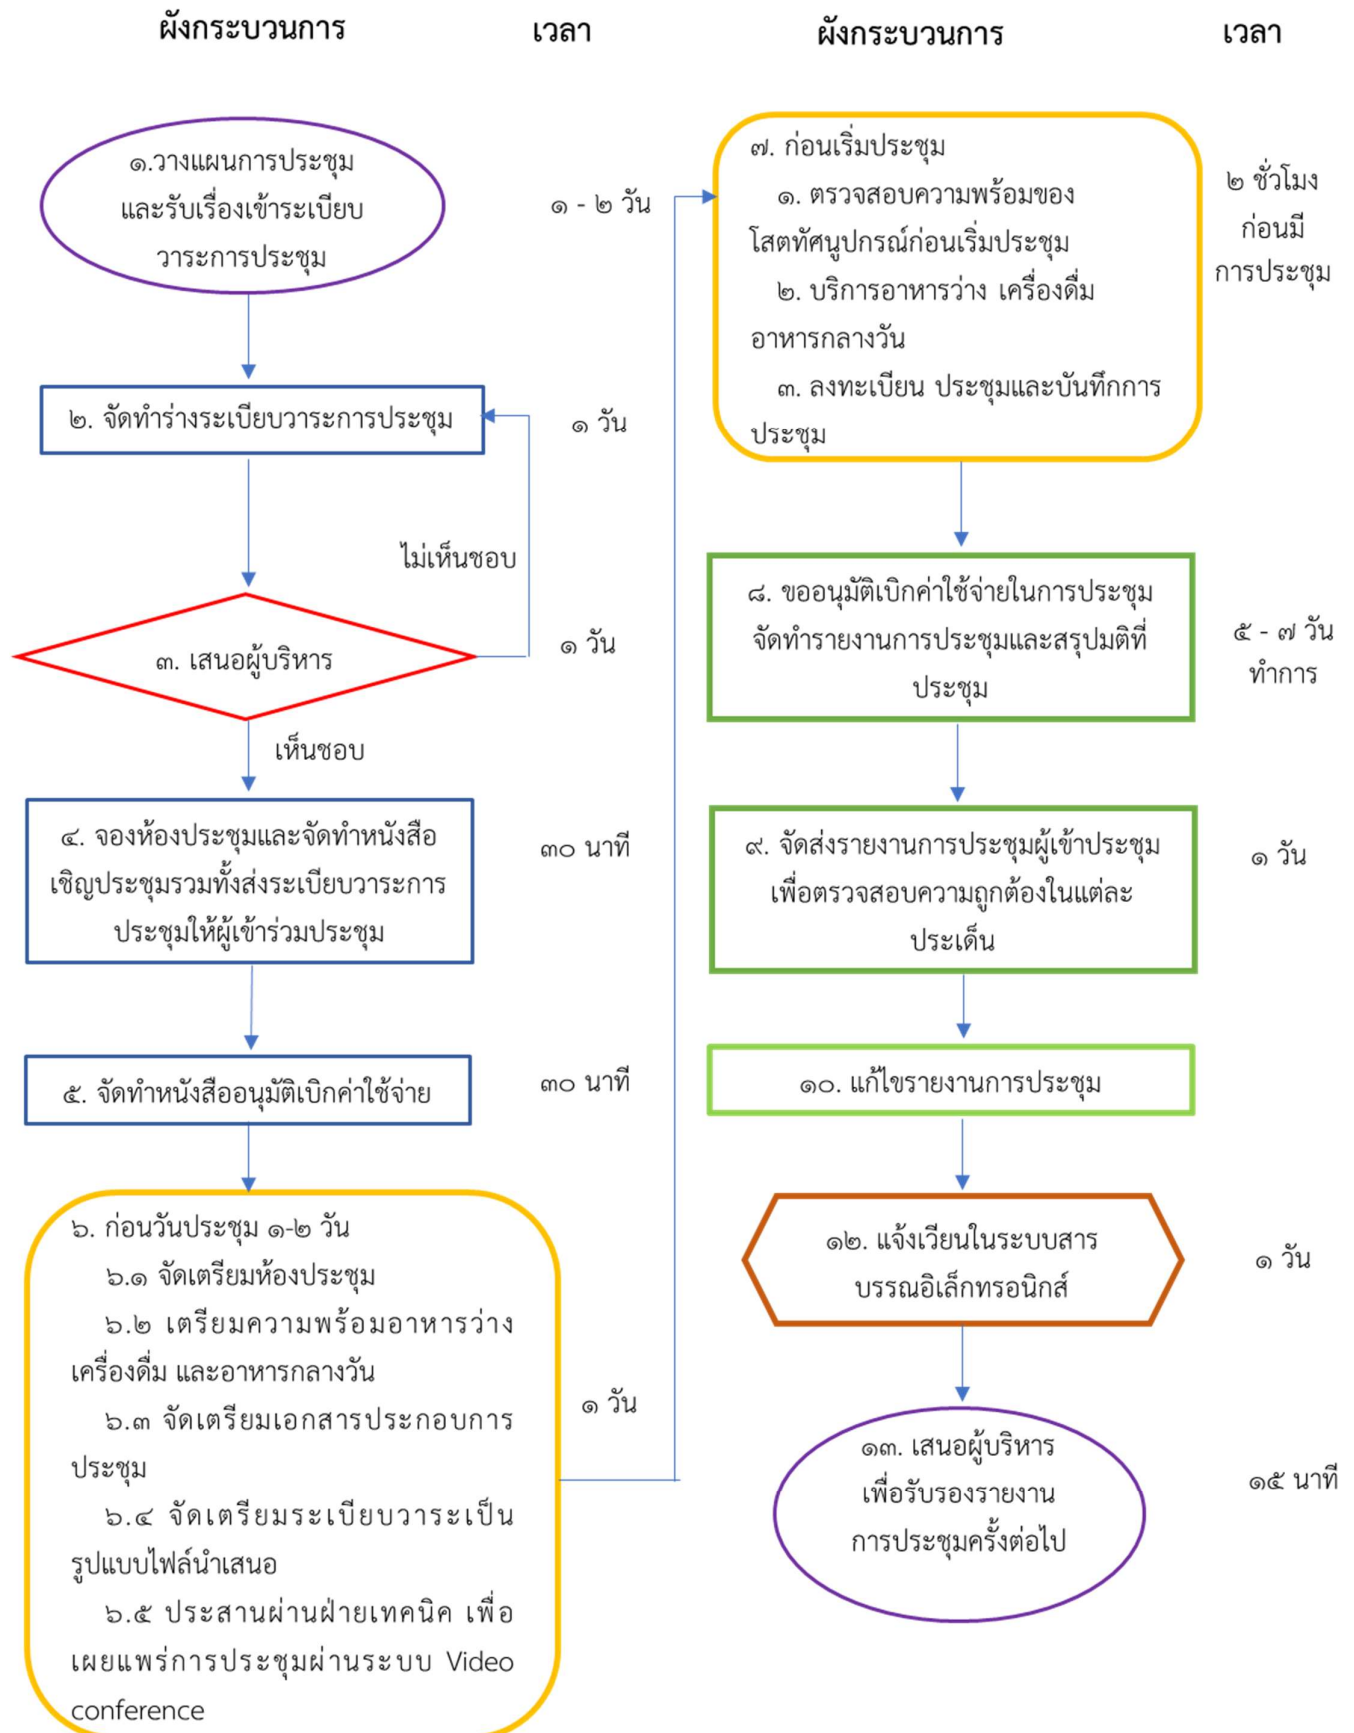 ผังกระบวนการ เวลา
๑.วางแผนการประชุม
และรับเรื่องเข้าระเบียบ
วาระการประชุม
๑ - ๒ วัน
๒. จัดทำร่างระเบียบวาระการประชุม
๑ วัน
ไม่เห็นชอบ
๓. เสนอผู้บริหาร
๑ วัน
เห็นชอบ
๔. จองห้องประชุมและจัดทำหนังสือ
เชิญประชุมรวมทั้งส่งระเบียบวาระการ
ประชุมให้ผู้เข้าร่วมประชุม
๓๐ นาที
๕. จัดทำหนังสืออนุมัติเบิกค่าใช้จ่าย
๓๐ นาที
๖. ก่อนวันประชุม ๑-๒ วัน
๖.๑ จัดเตรียมห้องประชุม
๖.๒ เตรียมความพร้อมอาหารว่าง
เครื่องดื่ม และอาหารกลางวัน
๖.๓ จัดเตรียมเอกสารประกอบการ
ประชุม
๖.๔ จัดเตรียมระเบียบวาระเป็น
รูปแบบไฟล์นำเสนอ
๖.๕ ประสานผ่านฝ่ายเทคนิค เพื่อ
เผยแพร่การประชุมผ่านระบบ Video
conference
๑ วัน
ผังกระบวนการ เวลา
๗. ก่อนเริ่มประชุม
๑. ตรวจสอบความพร้อมของ
โสตทัศนูปกรณ์ก่อนเริ่มประชุม
๒. บริการอาหารว่าง เครื่องดื่ม
อาหารกลางวัน
๓. ลงทะเบียน ประชุมและบันทึกการ
ประชุม
๒ ชั่วโมง
ก่อนมี
การประชุม
๘. ขออนุมัติเบิกค่าใช้จ่ายในการประชุม
จัดทำรายงานการประชุมและสรุปมติที่
ประชุม
๕ - ๗ วัน
ทำการ
๙. จัดส่งรายงานการประชุมผู้เข้าประชุม
เพื่อตรวจสอบความถูกต้องในแต่ละ
ประเด็น
๑ วัน
๑๐. แก้ไขรายงานการประชุม
๑๒. แจ้งเวียนในระบบสาร
บรรณอิเล็กทรอนิกส์
๑ วัน
๑๓. เสนอผู้บริหาร
เพื่อรับรองรายงาน
การประชุมครั้งต่อไป
๑๕ นาที